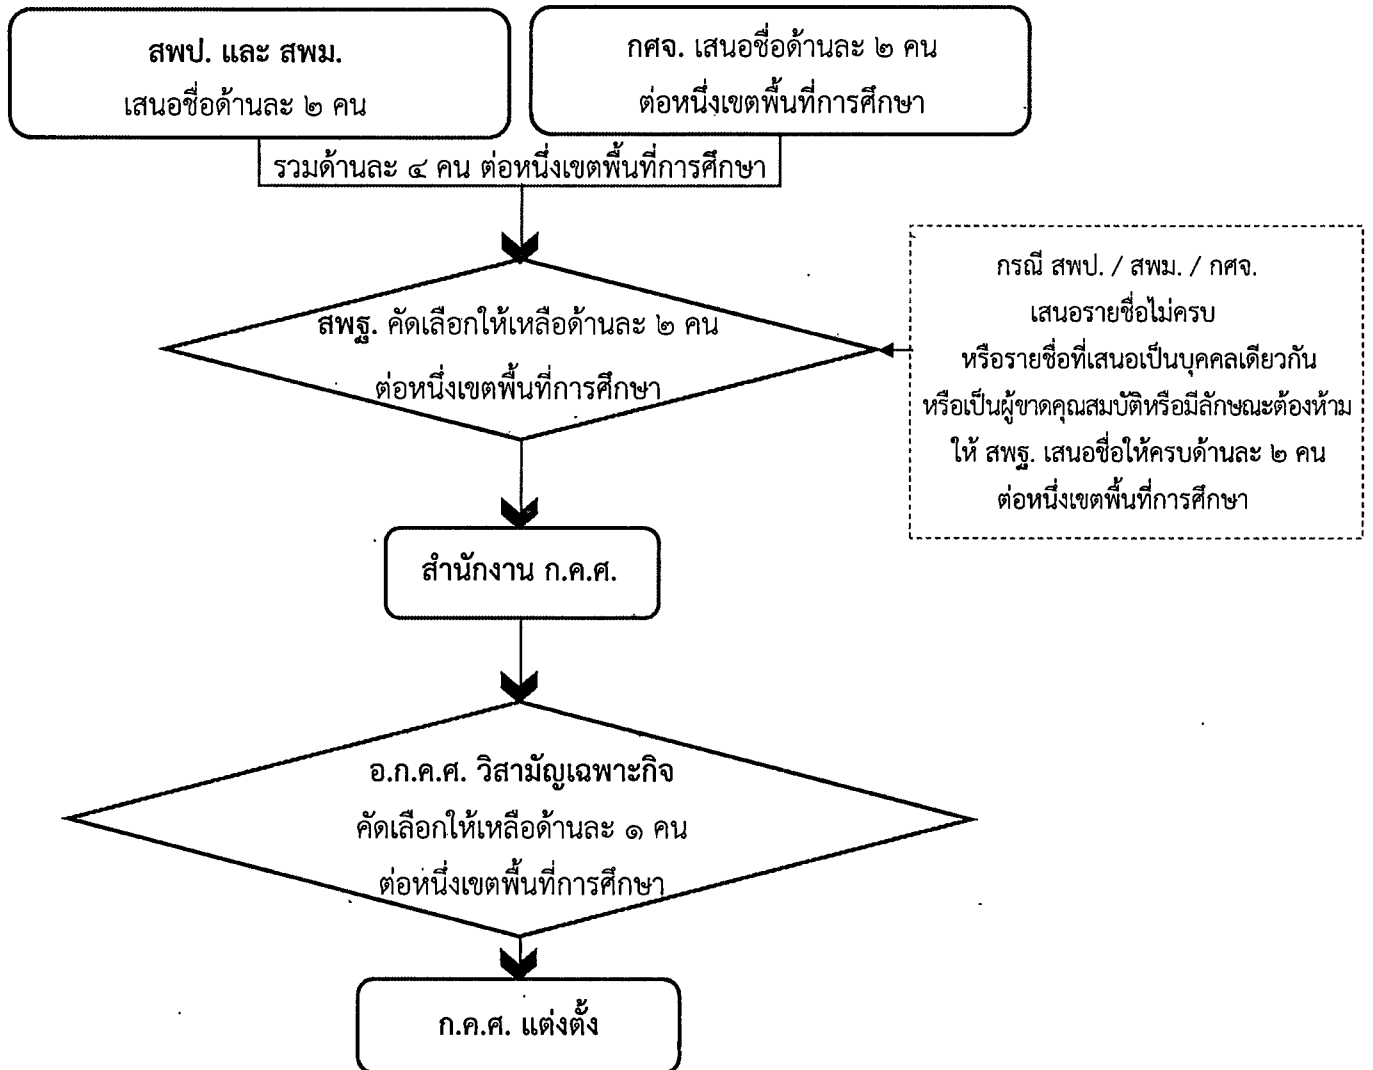 สพป. และ สพม.
เสนอชื่อด้านละ ๒ คน
กศจ. เสนอชื่อด้านละ ๒ คน
ต่อหนึ่งเขตพื้นที่การศึกษา
รวมด้านละ ๔ คน ต่อหนึ่งเขตพื้นที่การศึกษา
สพฐ. คัดเลือกให้เหลือด้านละ ๒ คน
ต่อหนึ่งเขตพื้นที่การศึกษา
กรณี สพป. / สพม. / กศจ.
เสนอรายชื่อไม่ครบ
หรือรายชื่อที่เสนอเป็นบุคคลเดียวกัน
หรือเป็นผู้ขาดคุณสมบัติหรือมีลักษณะต้องห้าม
ให้ สพฐ. เสนอชื่อให้ครบด้านละ ๒ คน
ต่อหนึ่งเขตพื้นที่การศึกษา
สำนักงาน ก.ค.ศ.
อ.ก.ค.ศ. วิสามัญเฉพาะกิจ
คัดเลือกให้เหลือด้านละ ๑ คน
ต่อหนึ่งเขตพื้นที่การศึกษา
ก.ค.ศ. แต่งตั้ง